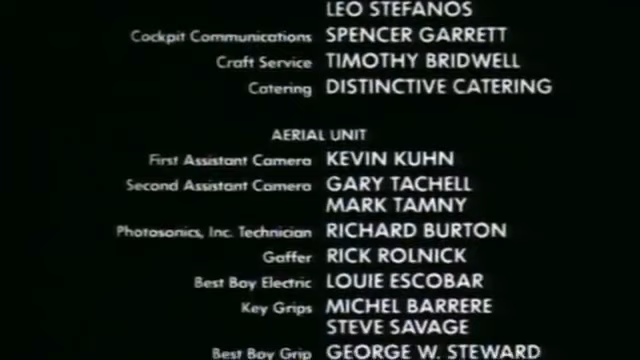 LEO STEFANOS
Cockpit Communications SPENCER GARRETT
Craft Service TIMOTHY BRIDWELL
Catering DISTINCTIVE CATERING
AERIAL UNIT
First Assistant Camera KEVIN KUHN
Second Assistant Camera GARY TACHELL
MARK TAMNY
Photosonics, Inc. Technician RICHARD BURTON
Gaffer RICK ROLNICK
Best Boy Electric LOUIE ESCOBAR
Key Grips MICHEL BARRERE
STEVE SAVAGE
Best Boy Grip GEORGE W. STEWARD